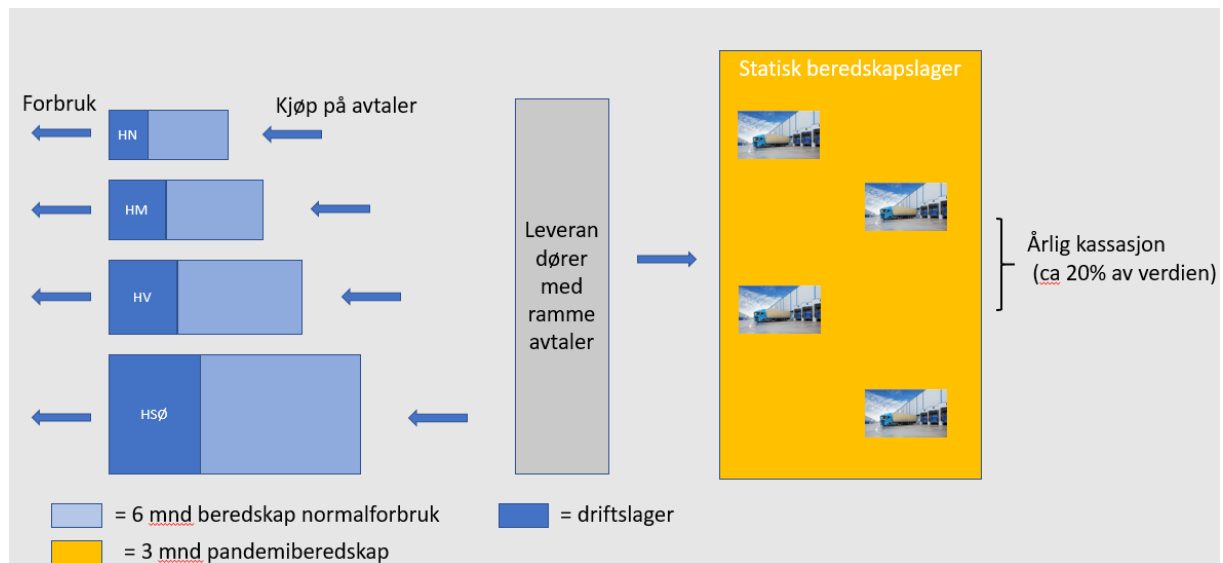 Statisk beredskapslager
Forbruk
Kjøp på avtaler
HN
HM
HV
HSØ
Leveran
dører
med
ramme
avtaler
Årlig kassasjon
(ca 20% av verdien)
= 6 mnd beredskap normalforbruk
= driftslager
= 3 mnd pandemiberedskap